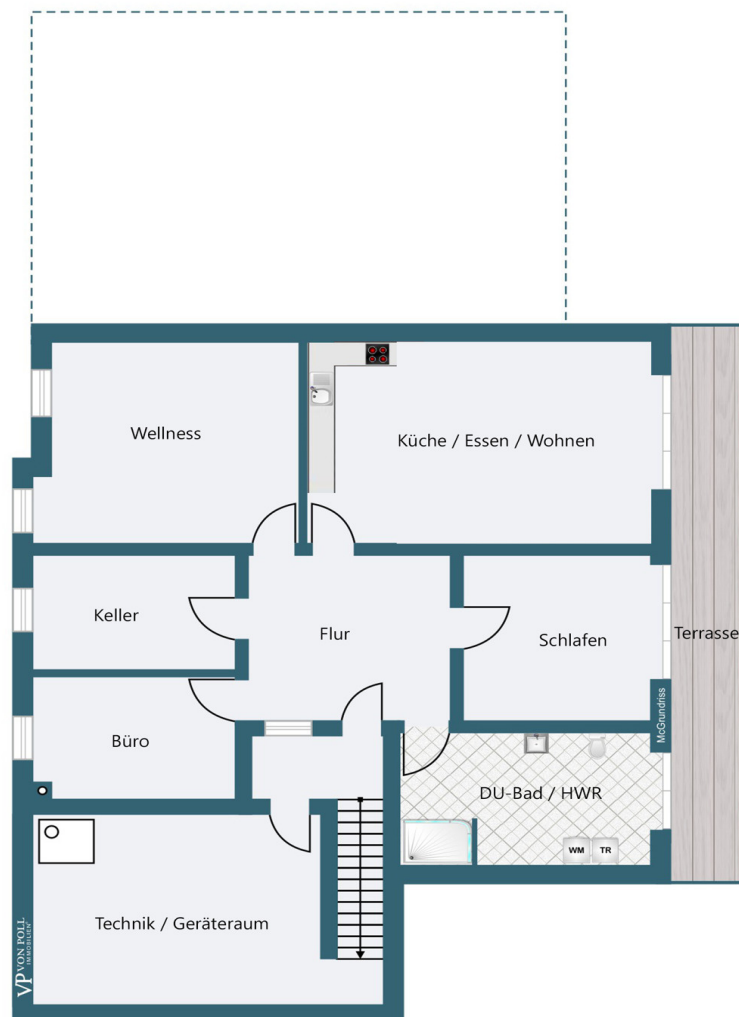 Wellness
Küche / Essen / Wohnen
Keller
Flur
Schlafen
Terrasse
Büro
McGrundriss
DU-Bad / HWR
WM
TR
Technik / Geräteraum
VP VON POLL
IMMOBILIEN